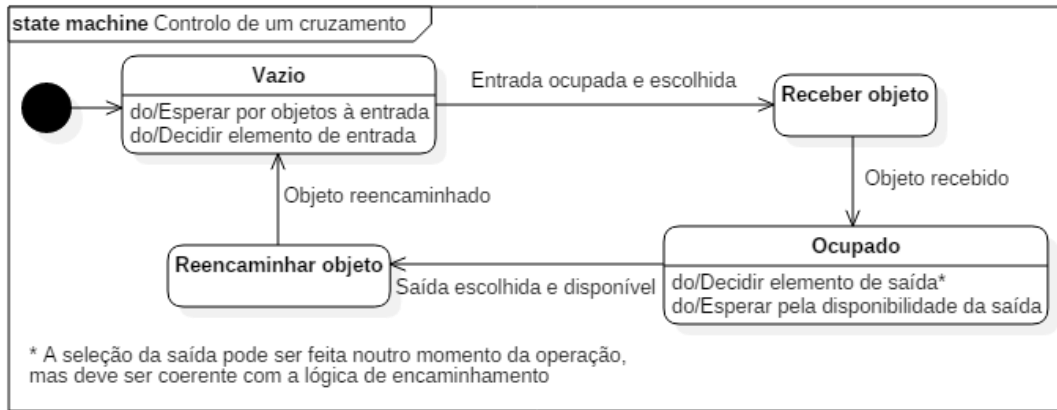 state machine Controlo de um cruzamento
Vazio
do/Esperar por objetos à entrada
do/Decidir elemento de entrada
Entrada ocupada e escolhida
Receber objeto
Objeto recebido
Ocupado
do/Decidir elemento de saída*
do/Esperar pela disponibilidade da saída
Saída escolhida e disponível
Reencaminhar objeto
Objeto reencaminhado
* A seleção da saída pode ser feita noutro momento da operação,
mas deve ser coerente com a lógica de encaminhamento